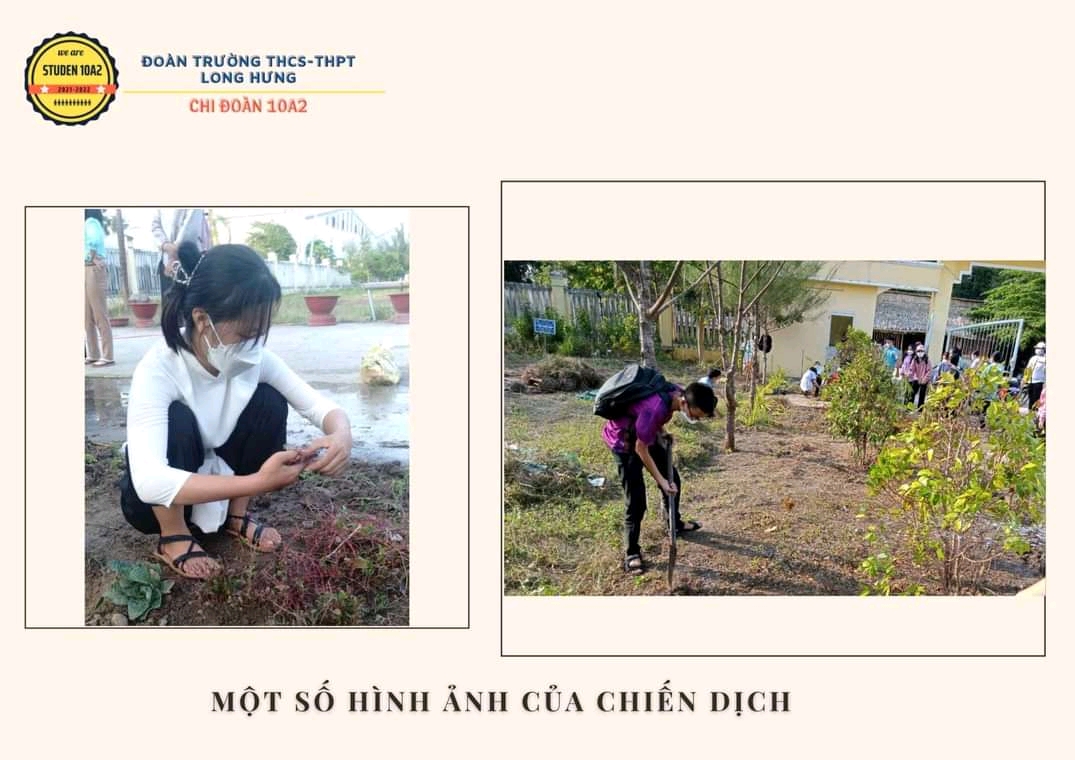 we are
STUDEN 10A2
2021-2022
ĐOÀN TRƯỜNG THCS-THPT
LONG HƯNG
CHI ĐOÀN 10A2
MỘT SỐ HÌNH ẢNH CỦA CHIẾN DỊCH